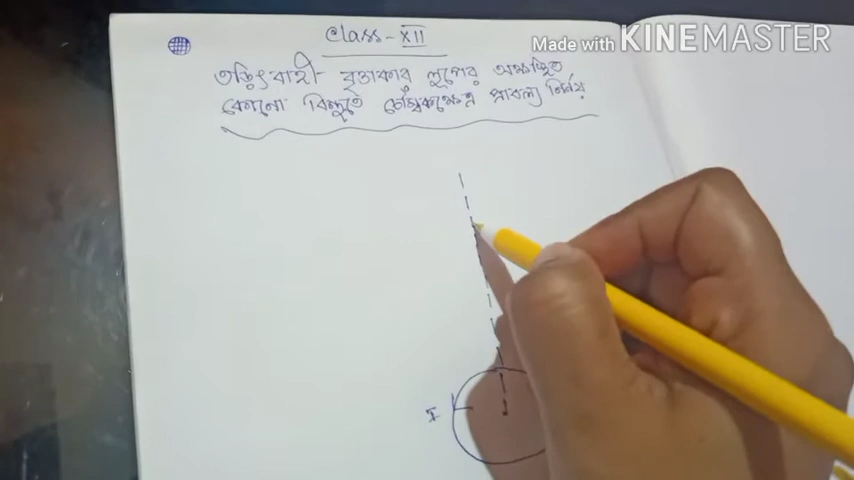 Class - XII
Made with KINEMASTER
তড়িৎবাহী বৃত্তাকার লুপের অক্ষস্থিত
কোনো বিন্দুতে চৌম্বকক্ষেত্র প্রাবল্য নির্ণয়
I